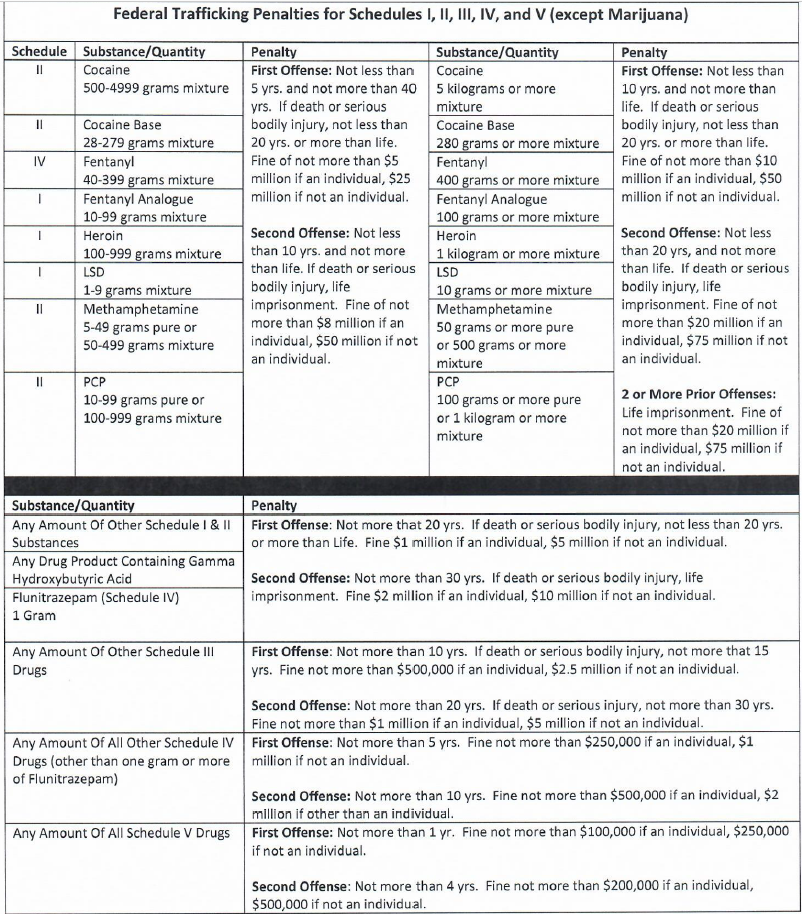 Federal Trafficking Penalties for Schedules I, II, III, IV, and V (except Marijuana)
Schedule Substance/Quantity Penalty Substance/Quantity Penalty
II
Cocaine
500-4999 grams mixture
II
Cocaine Base
28-279 grams mixture
IV
Fentanyl
40-399 grams mixture
I
Fentanyl Analogue
10-99 grams mixture
I
Heroin
100-999 grams mixture
I
LSD
1-9 grams mixture
II
Methamphetamine
5-49 grams pure or
50-499 grams mixture
II
PCP
10-99 grams pure or
100-999 grams mixture
First Offense: Not less than
5 yrs. and not more than 40
yrs. If death or serious
bodily injury, not less than
20 yrs. or more than life.
Fine of not more than $5
million if an individual, $25
million if not an individual.
Second Offense: Not less
than 10 yrs. and not more
than life. If death or serious
bodily injury, life
imprisonment. Fine of not
more than $8 million if an
individual, $50 million if not
an individual.
Cocaine
5 kilograms or more
mixture
Cocaine Base
280 grams or more mixture
Fentanyl
400 grams or more mixture
Fentanyl Analogue
100 grams or more mixture
Heroin
1 kilogram or more mixture
LSD
10 grams or more mixture
Methamphetamine
50 grams or more pure
or 500 grams or more
mixture
PCP
100 grams or more pure
or 1 kilogram or more
mixture
First Offense: Not less than
10 yrs. and not more than
life. If death or serious
bodily injury, not less than
20 yrs. or more than life.
Fine of not more than $10
million if an individual, $50
million if not an individual.
Second Offense: Not less
than 20 yrs, and not more
than life. If death or serious
bodily injury, life
imprisonment. Fine of not
more than $20 million if an
individual, $75 million if not
an individual.
2 or More Prior Offenses:
Life imprisonment. Fine of
not more than $20 million if
an individual, $75 million if
not an individual.
Substance/Quantity Penalty
Any Amount Of Other Schedule I & II
Substances
Any Drug Product Containing Gamma
Hydroxybutyric Acid
Flunitrazepam (Schedule IV)
1 Gram
First Offense: Not more that 20 yrs. If death or serious bodily injury, not less than 20 yrs.
or more than Life. Fine $1 million if an individual, $5 million if not an individual.
Second Offense: Not more than 30 yrs. If death or serious bodily injury, life
imprisonment. Fine $2 million if an individual, $10 million if not an individual.
Any Amount Of Other Schedule III
Drugs
First Offense: Not more than 10 yrs. If death or serious bodily injury, not more that 15
yrs. Fine not more than $500,000 if an individual, $2.5 million if not an individual.
Second Offense: Not more than 20 yrs. If death or serious injury, not more than 30 yrs.
Fine not more than $1 million if an individual, $5 million if not an individual.
Any Amount Of All Other Schedule IV
Drugs (other than one gram or more
of Flunitrazepam)
First Offense: Not more than 5 yrs. Fine not more than $250,000 if an individual, $1
million if not an individual.
Second Offense: Not more than 10 yrs. Fine not more than $500,000 if an individual, $2
million if other than an individual.
Any Amount Of All Schedule V Drugs
First Offense: Not more than 1 yr. Fine not more than $100,000 if an individual, $250,000
if not an individual.
Second Offense: Not more than 4 yrs. Fine not more than $200,000 if an individual,
$500,000 if not an individual.